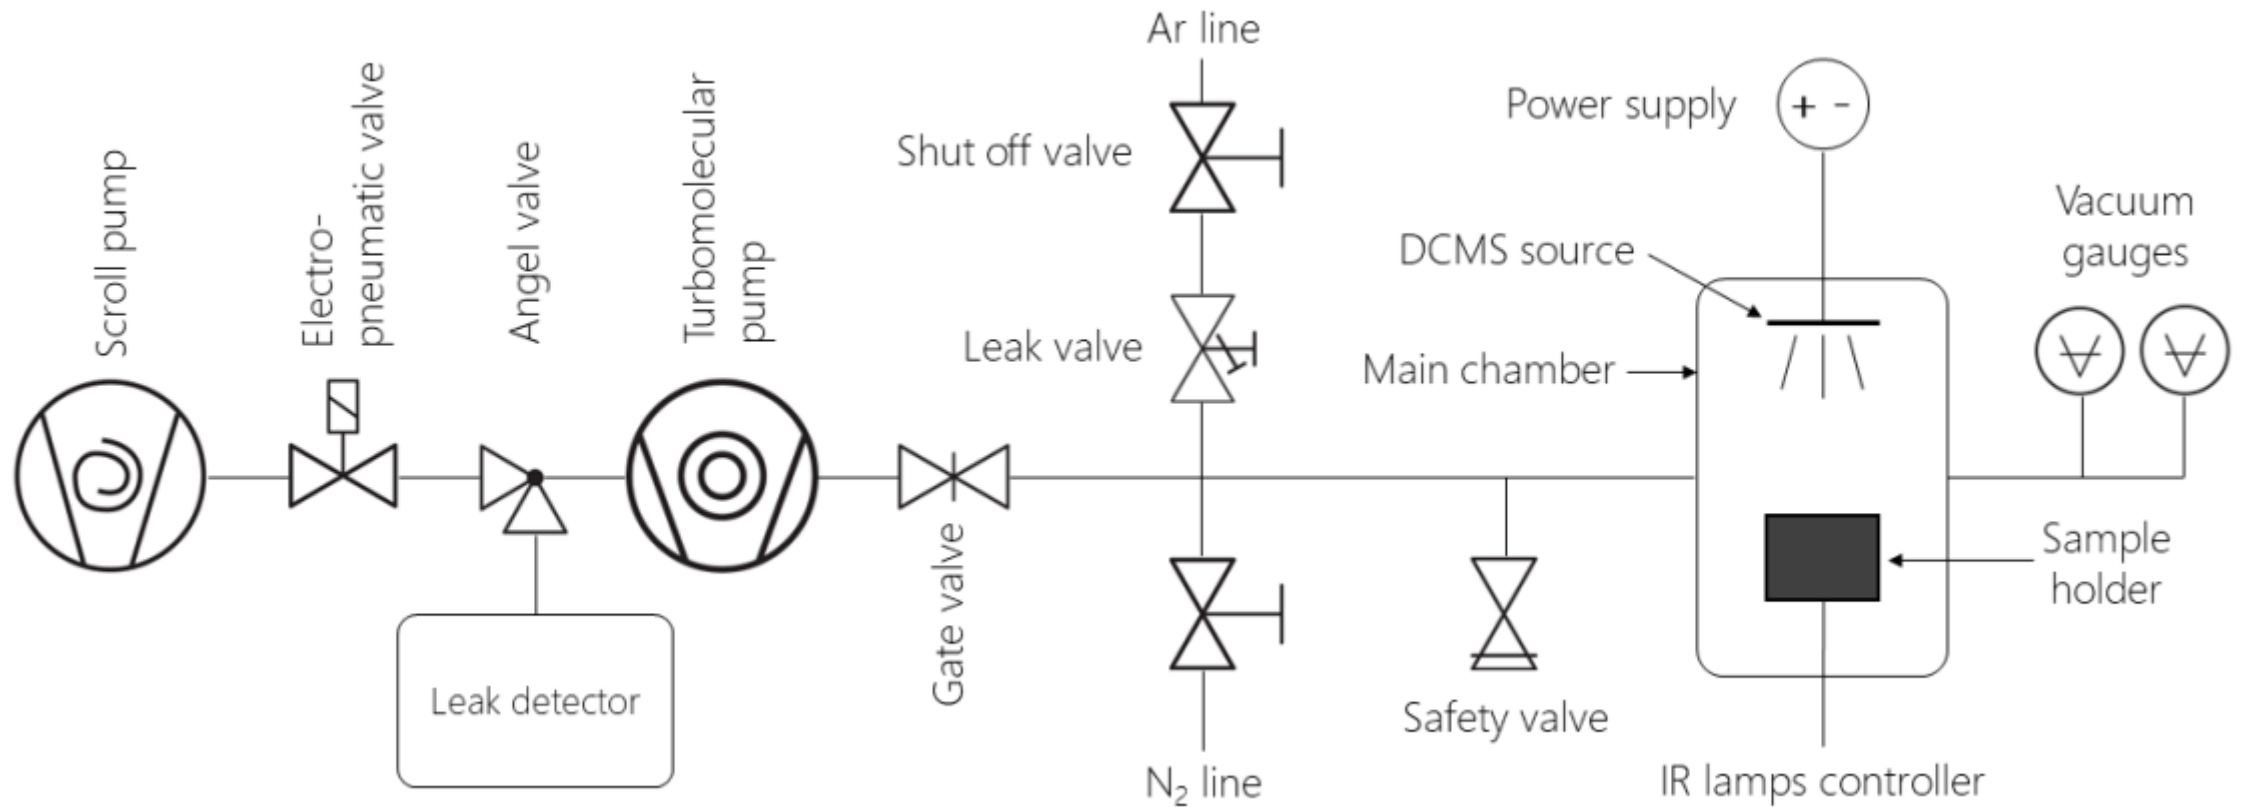 Ar line
Scroll pump
Electro-
pneumatic valve
Angel valve
Turbomolecular
pump
Shut off valve
Leak valve
Power supply
+ -
DCMS source
Main chamber
Vacuum
gauges
Gate valve
Leak detector
Safety valve
Sample
holder
N₂ line
IR lamps controller